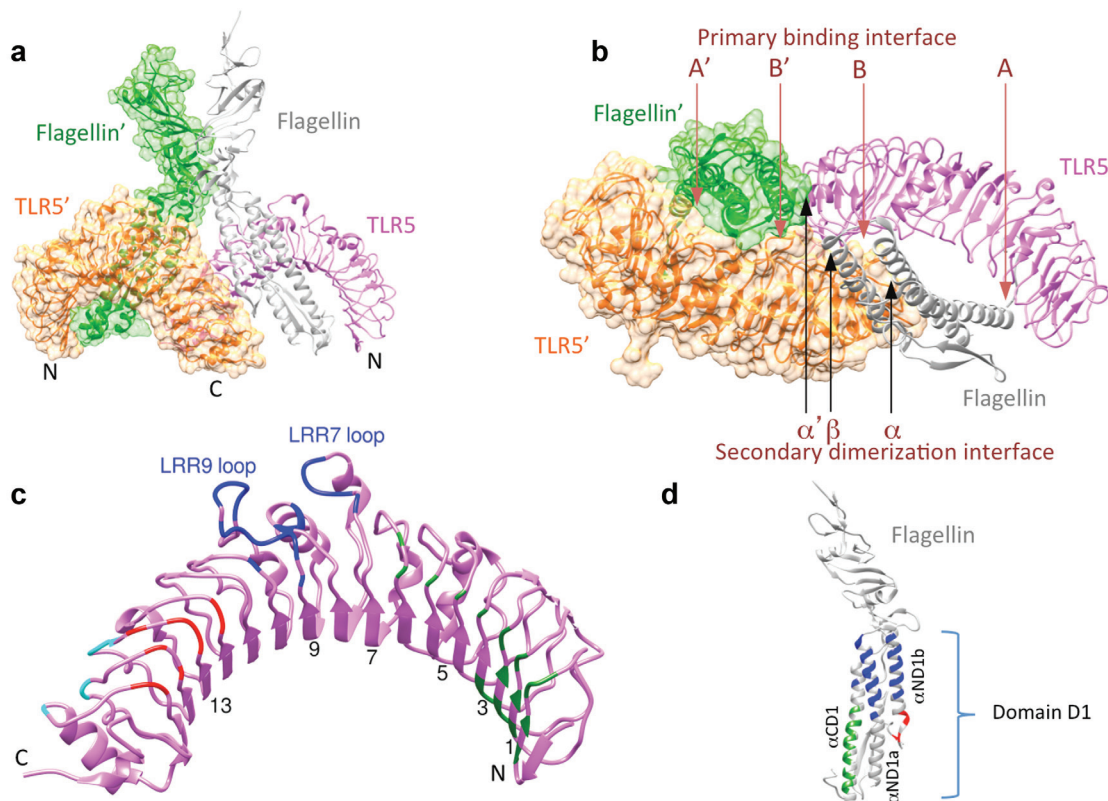 a
Flagellin’
Flagellin
TLR5’
TLR5
N
C
N
b
Primary binding interface
A’ B’ B A
Flagellin’
TLR5
TLR5’
Flagellin
α’ β α
Secondary dimerization interface
c
LRR9 loop
LRR7 loop
9
7
5
13
3
1
C
N
d
Flagellin
αND1b
αCD1
αND1a
Domain D1